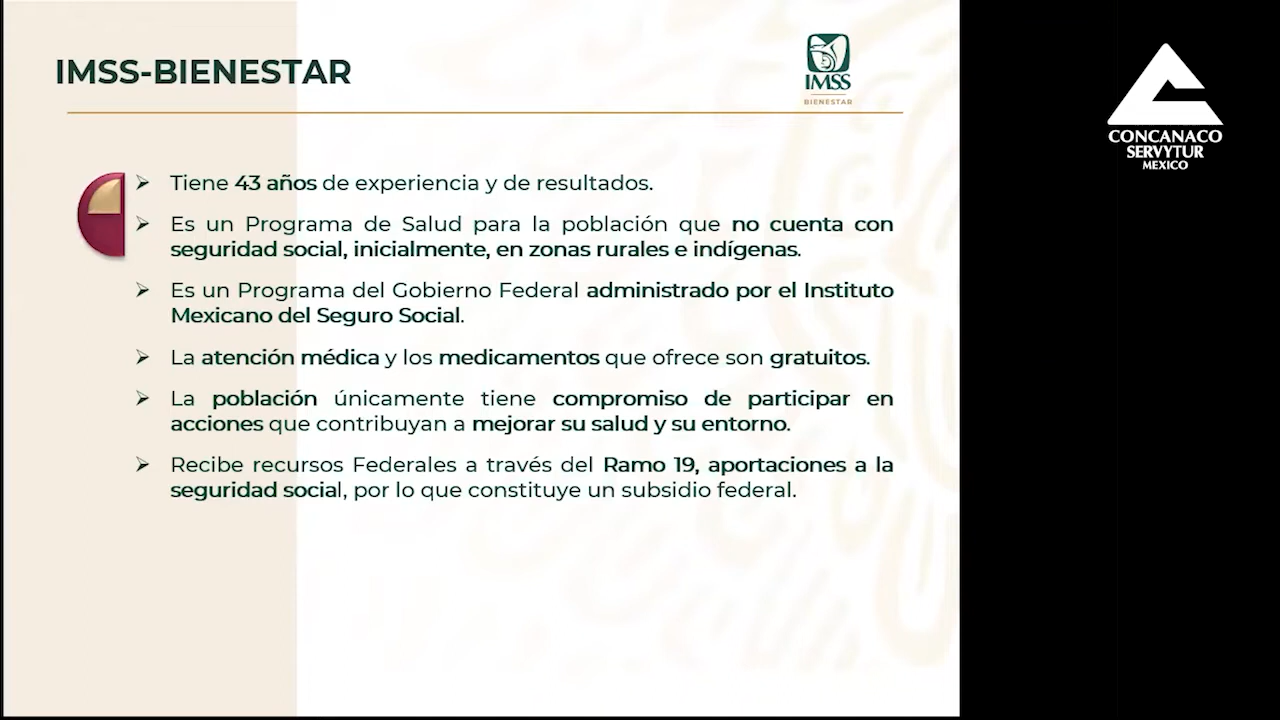 IMSS-BIENESTAR
IMSS
BIENESTAR
CONCANACO
SERVYTUR
MEXICO
Tiene 43 años de experiencia y de resultados.
Es un Programa de Salud para la población que no cuenta con
seguridad social, inicialmente, en zonas rurales e indígenas.
Es un Programa del Gobierno Federal administrado por el Instituto
Mexicano del Seguro Social.
La atención médica y los medicamentos que ofrece son gratuitos.
La población únicamente tiene compromiso de participar en
acciones que contribuyan a mejorar su salud y su entorno.
Recibe recursos Federales a través del Ramo 19, aportaciones a la
seguridad social, por lo que constituye un subsidio federal.